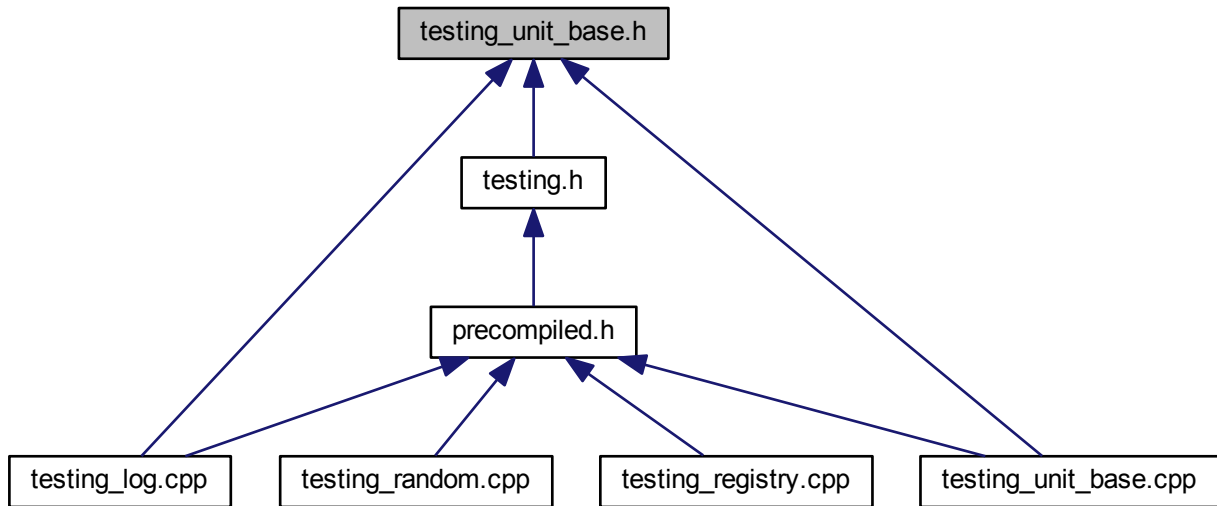 testing_unit_base.h
testing.h
precompiled.h
testing_log.cpp
testing_random.cpp
testing_registry.cpp
testing_unit_base.cpp